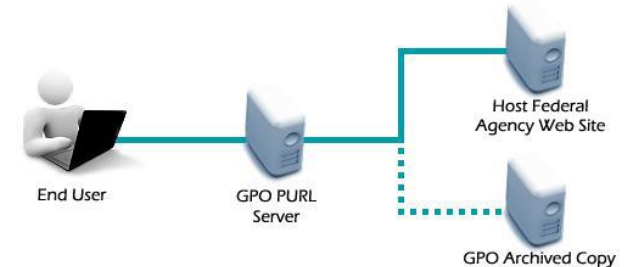 Host Federal
Agency Web Site
End User
GPO PURL
Server
GPO Archived Copy